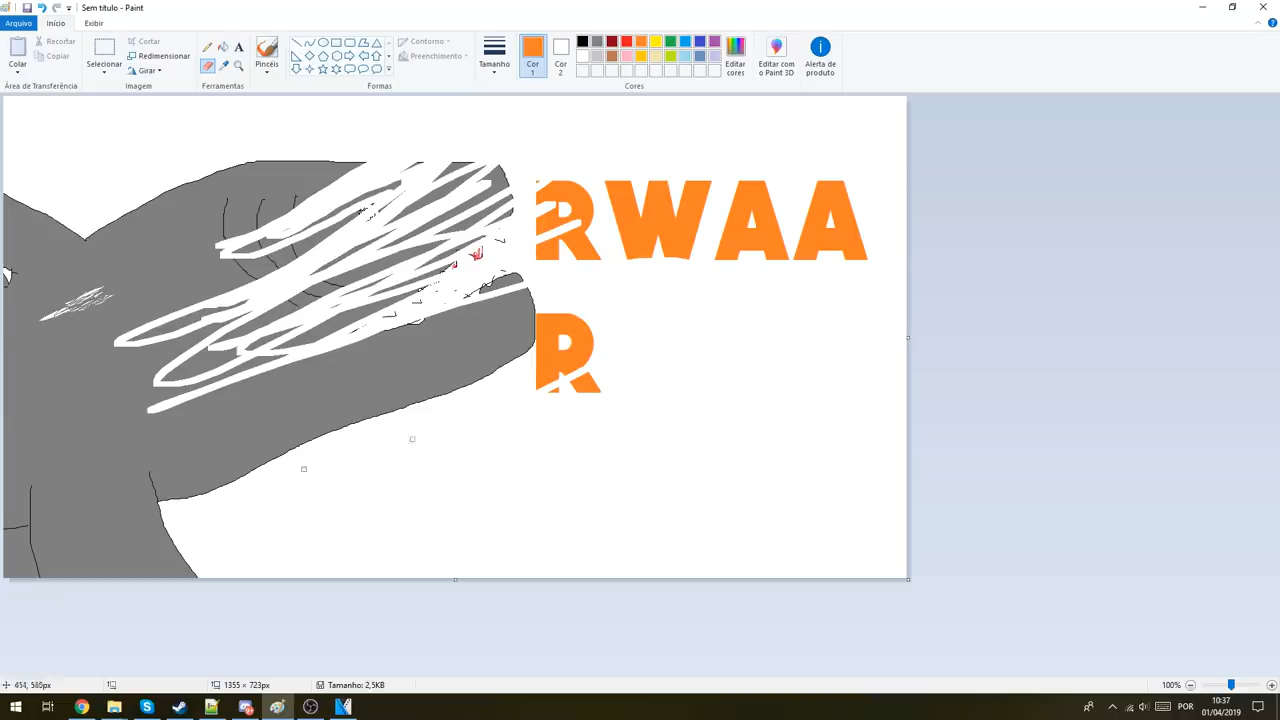 Sem título - Paint
Arquivo
Início
Exibir
Colar
Recortar
Copiar
Área de Transferência
Selecionar
Cortar
Redimensionar
Girar
Imagem
A
Ferramentas
Pincéis
Contorno
Preenchimento
Formas
Tamanho
Cor
1
Cor
2
Editar
cores
Cores
Editar com
o Paint 3D
Alerta de
produto
RWAA
R
454, 580px
1355 × 723px
Tamanho: 2,5KB
100%
POR
10:37
01/04/2019